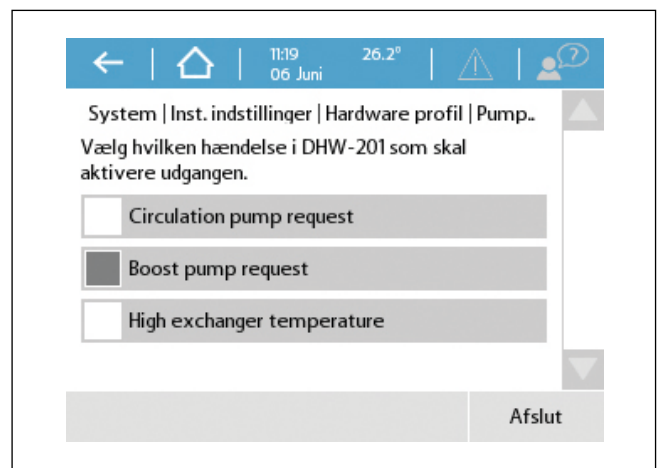 11:19 26.2°
06 Juni
System | Inst. indstillinger | Hardware profil | Pump..
Vælg hvilken hændelse i DHW-201 som skal
aktivere udgangen.
Circulation pump request
Boost pump request
High exchanger temperature
Afslut